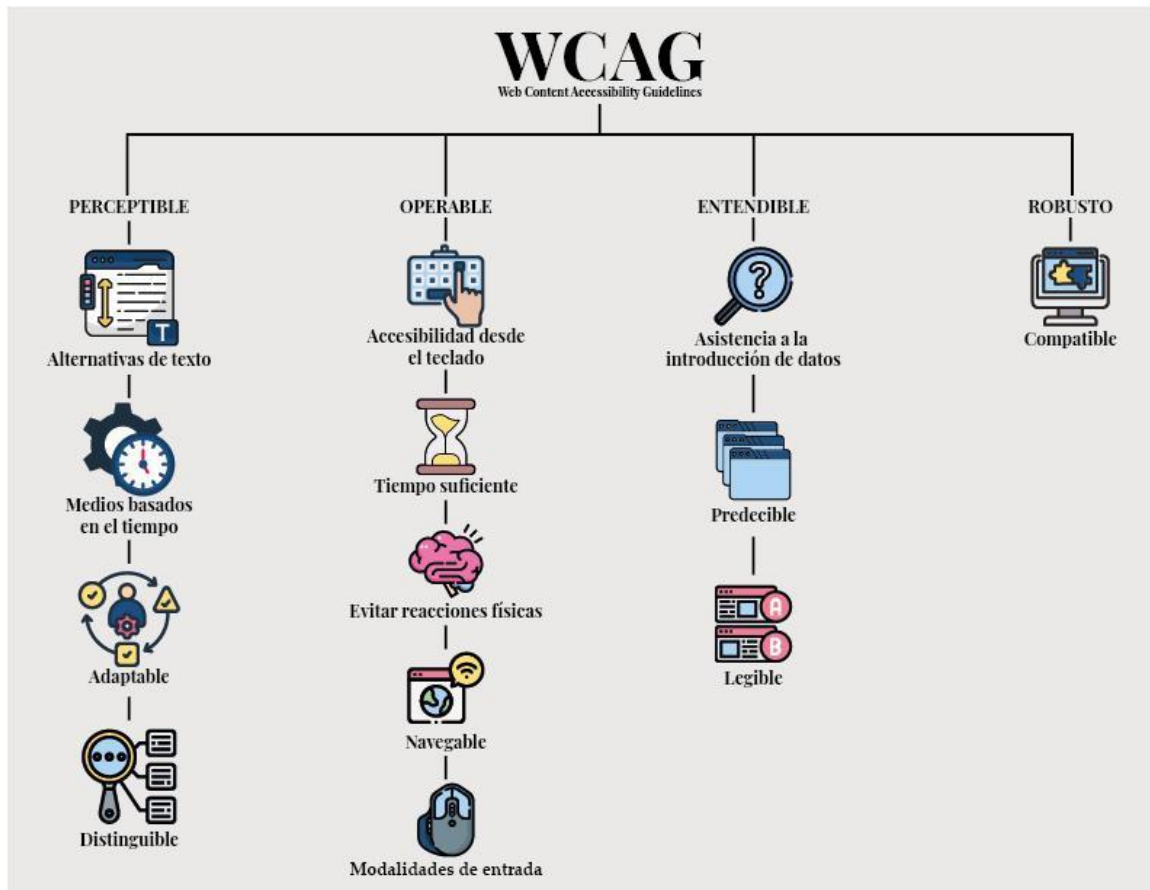 WCAG
Web Content Accessibility Guidelines
PERCEPTIBLE
T
Alternativas de texto
Medios basados
en el tiempo
Adaptable
Distinguible
OPERABLE
Accesibilidad desde
el teclado
Tiempo suficiente
Evitar reacciones físicas
Navegable
Modalidades de entrada
ENTENDIBLE
?
Asistencia a la
introducción de datos
Predecible
A
B
Legible
ROBUSTO
Compatible